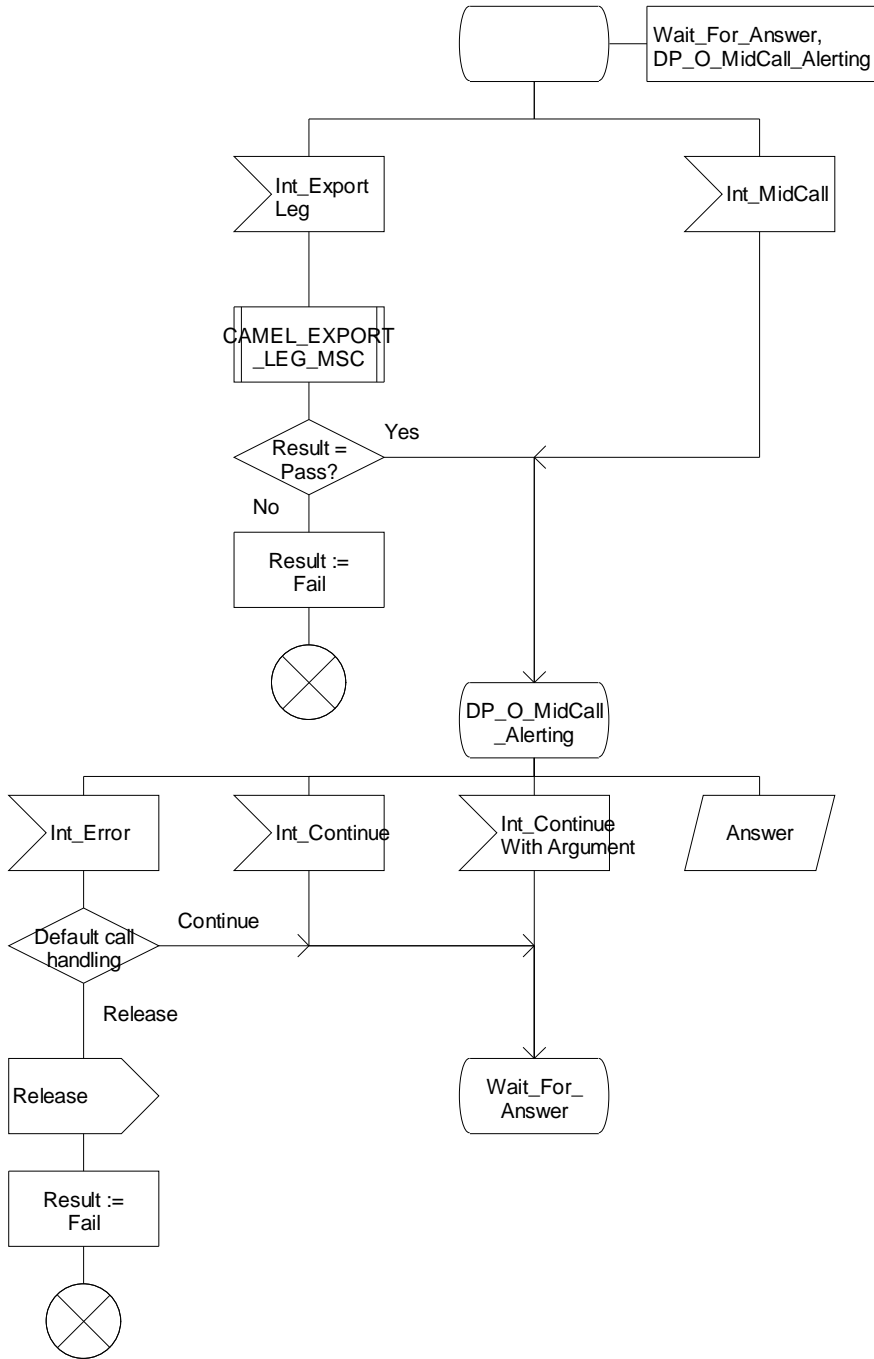 Wait_For_Answer,
DP_O_MidCall_Alerting
Int_Export
Leg
Int_MidCall
CAMEL_EXPORT
_LEG_MSC
Result =
Pass?
Yes
No
Result :=
Fail
DP_O_MidCall
_Alerting
Int_Error
Int_Continue
Int_Continue
With Argument
Answer
Default call
handling
Continue
Release
Release
Wait_For_
Answer
Result :=
Fail